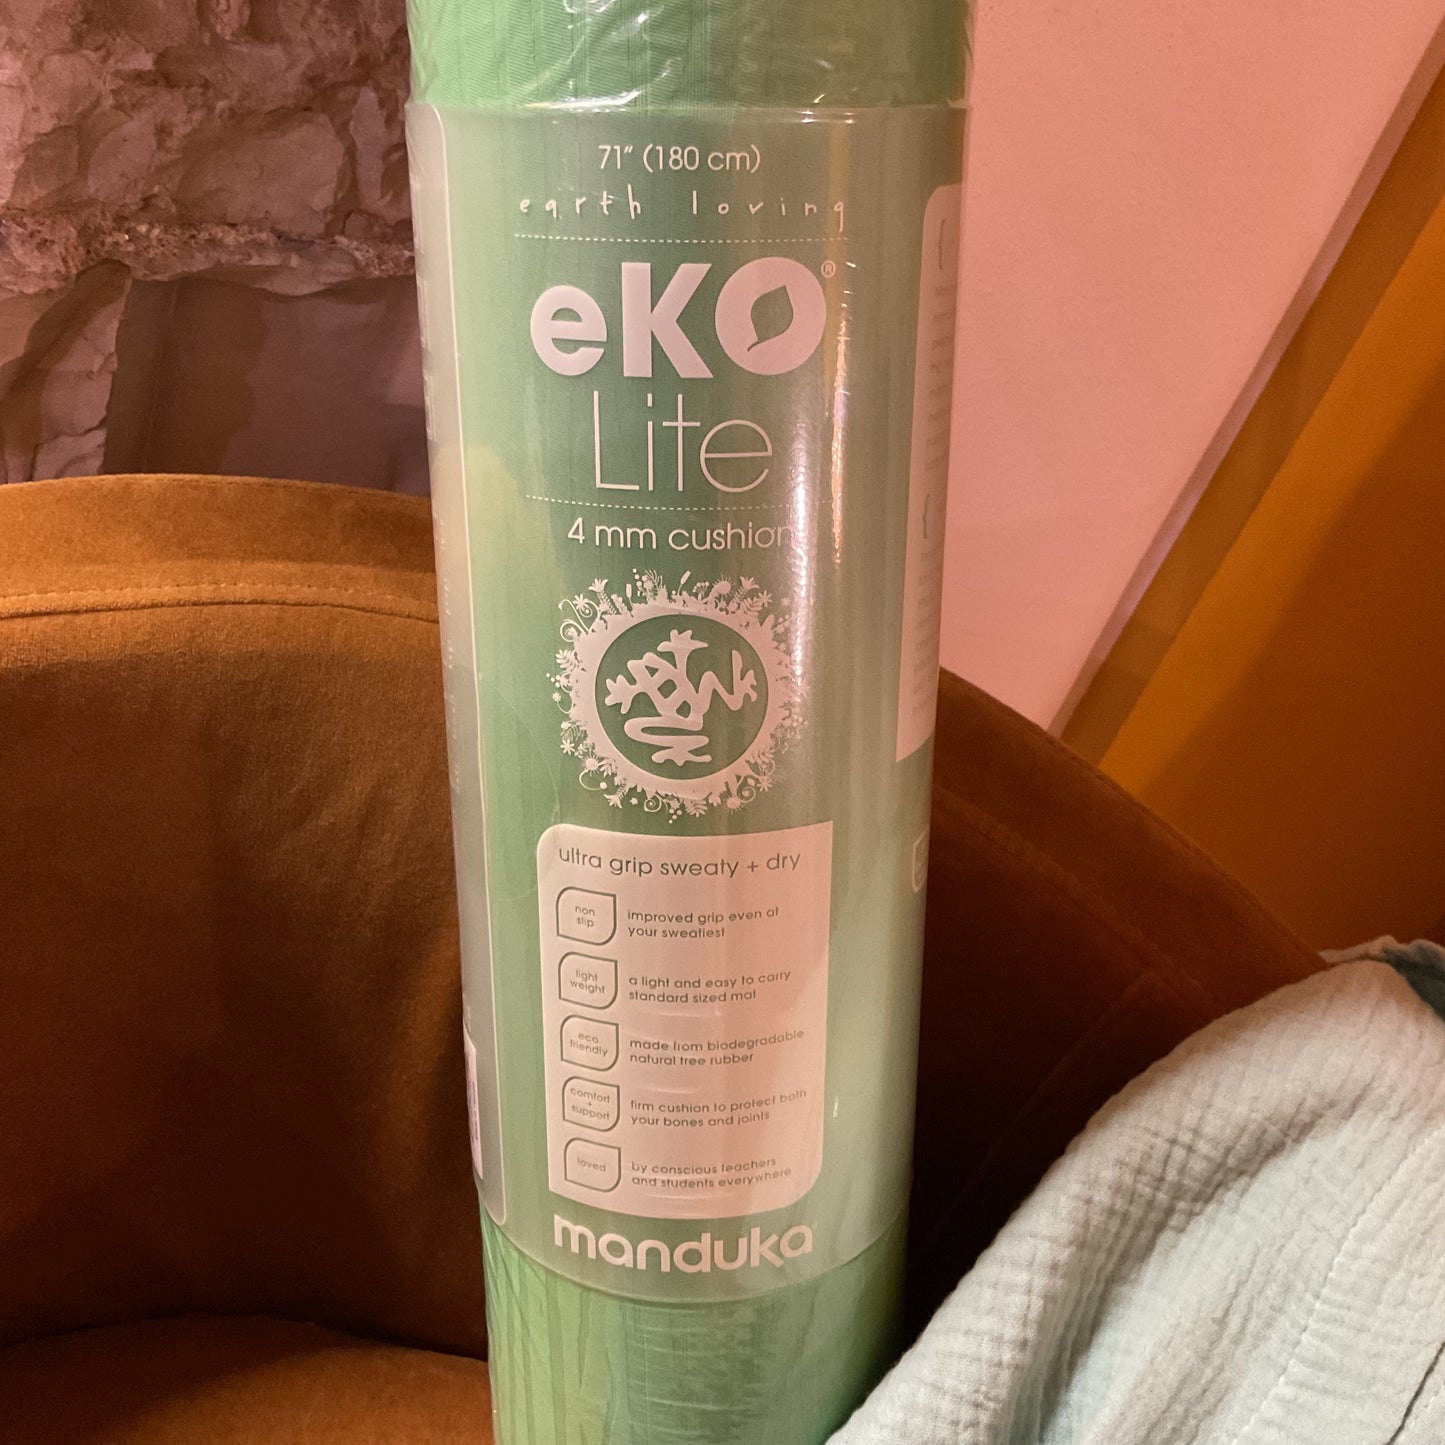 71" (180 cm)
earth loving
eKO®
Lite
4 mm cushion
ultra grip sweaty + dry
non
slip
improved grip even at
your sweatiest
light
weight
a light and easy to carry
standard sized mat
eco
friendly
made from biodegradable
natural tree rubber
comfort
+
support
firm cushion to protect both
your bones and joints
loved
by conscious teachers
and students everywhere
manduka